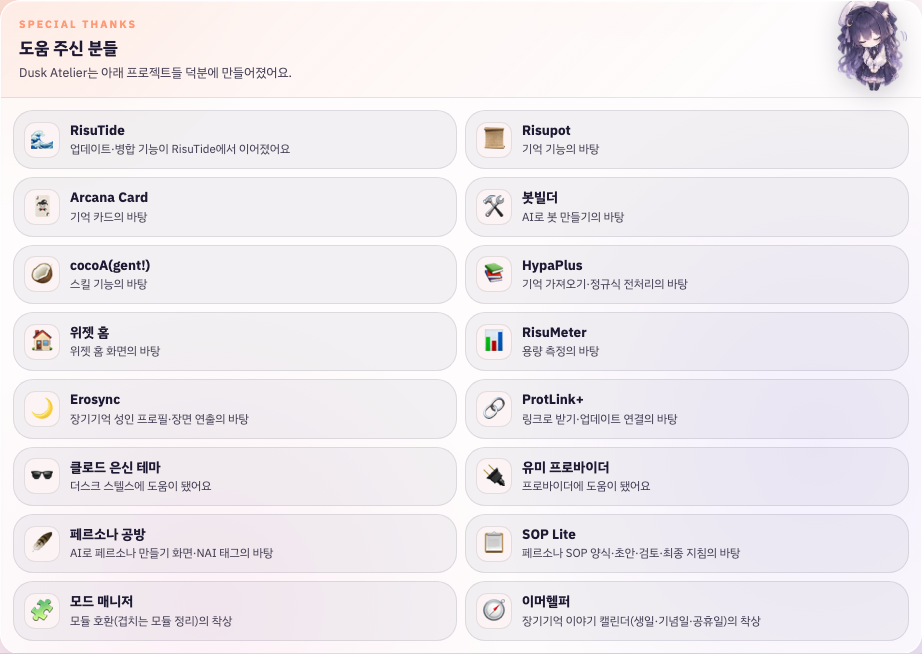 SPECIAL THANKS
도움 주신 분들
Dusk Atelier는 아래 프로젝트들 덕분에 만들어졌어요.
RisuTide
업데이트·병합 기능이 RisuTide에서 이어졌어요
Risupot
기억 기능의 바탕
Arcana Card
기억 카드의 바탕
봇빌더
AI로 봇 만들기의 바탕
cocoA(gent!)
스킬 기능의 바탕
HypaPlus
기억 가져오기·정규식 전처리의 바탕
위젯 홈
위젯 홈 화면의 바탕
RisuMeter
용량 측정의 바탕
Erosync
장기기억 성인 프로필·장면 연출의 바탕
ProtLink+
링크로 받기·업데이트 연결의 바탕
클로드 은신 테마
더스크 스텔스에 도움이 됐어요
유미 프로바이더
프로바이더에 도움이 됐어요
페르소나 공방
AI로 페르소나 만들기 화면·NAI 태그의 바탕
SOP Lite
페르소나 SOP 양식·초안·검토·최종 지침의 바탕
모드 매니저
모듈 호환(겹치는 모듈 정리)의 착상
이머헬퍼
장기기억 이야기 캘린더(생일·기념일·공휴일)의 착상